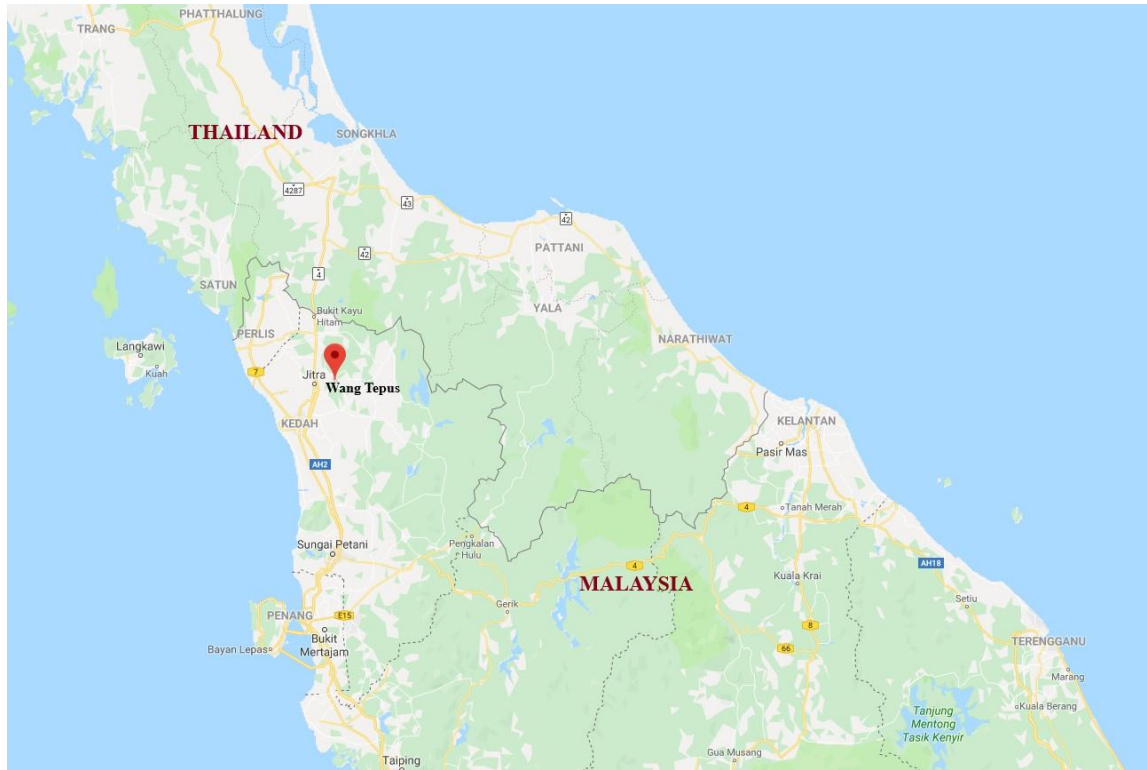 PHATTHALUNG
TRANG
THAILAND
SONGKHLA
4287
43
42
PATTANI
42
4
SATUN
YALA
Bukit Kayu
Hitam
PERLIS
NARATHIWAT
Langkawi
Kuah
7
Jitra
Wang Tepus
KEDAH
KELANTAN
Pasir Mas
AH2
4
Tanah Merah
Pengkalan
Hulu
Sungai Petani
4
AH18
MALAYSIA
Kuala Krai
Gerik
Setiu
PENANG
E15
8
Bukit
Mertajam
Bayan Lepas
66
TERENGGANU
Marang
Kuala Berang
Tanjung
Mentong
Tasik Kenyir
Gua Musang
Taiping